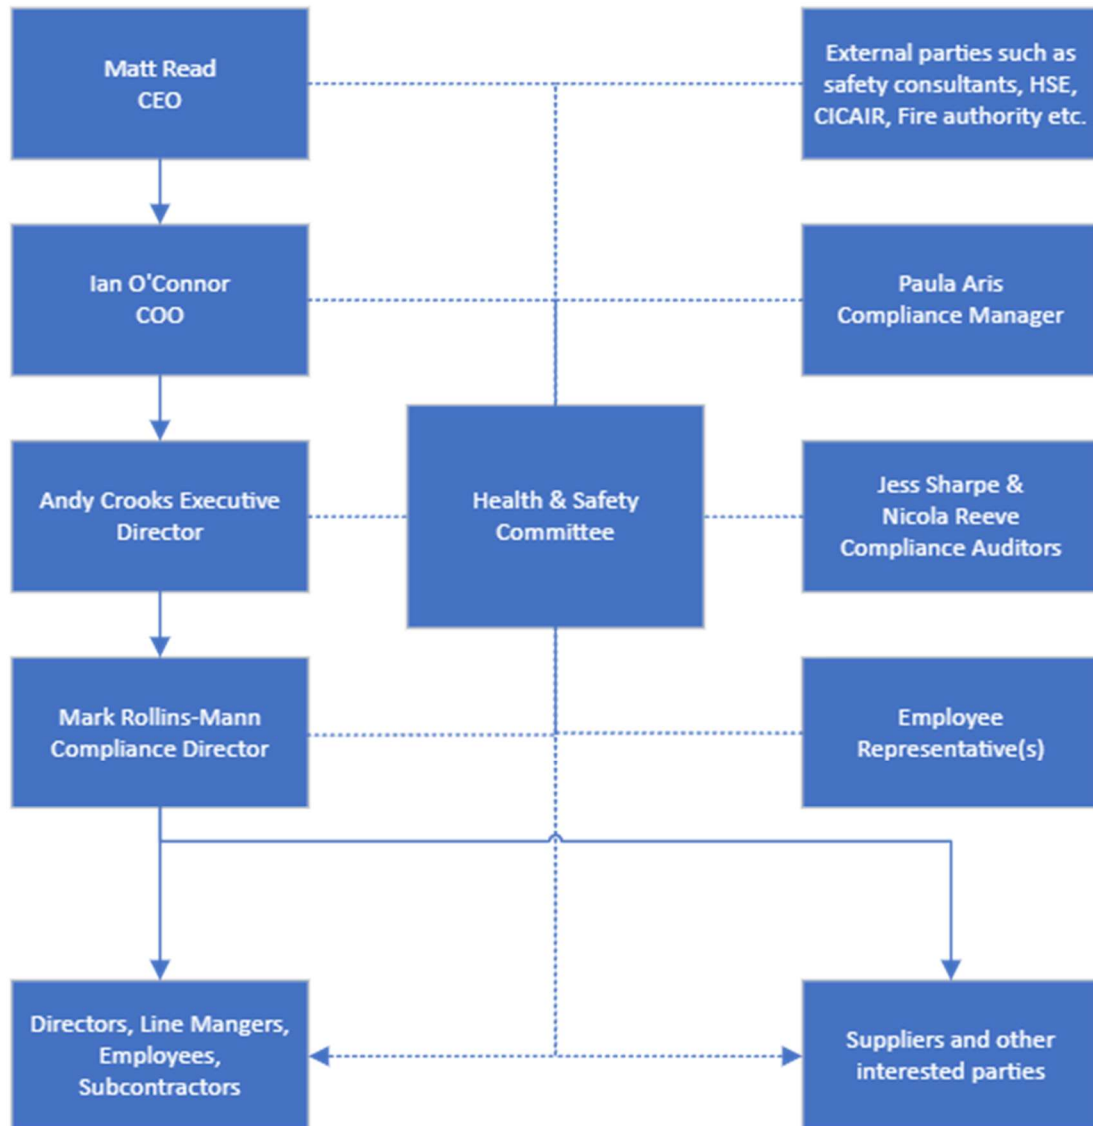 Matt Read
CEO
External parties such as
safety consultants, HSE,
CICAIR, Fire authority etc.
Ian O'Connor
COO
Paula Aris
Compliance Manager
Andy Crooks Executive
Director
Health & Safety
Committee
Jess Sharpe &
Nicola Reeve
Compliance Auditors
Mark Rollins-Mann
Compliance Director
Employee
Representative(s)
Directors, Line Mangers,
Employees,
Subcontractors
Suppliers and other
interested parties